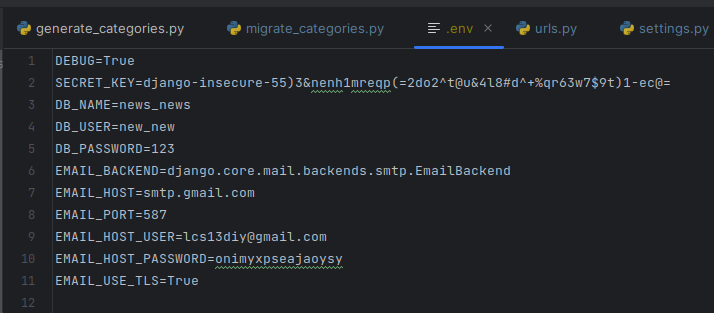 generate_categories.py migrate_categories.py .env urls.py settings.py
1 DEBUG=True
2 SECRET_KEY=django-insecure-55)3&nenh1mreqp(=2do2^t@u&4l8#d^+%qr63w7$9t)1-ec@=
3 DB_NAME=news_news
4 DB_USER=new_new
5 DB_PASSWORD=123
6 EMAIL_BACKEND=django.core.mail.backends.smtp.EmailBackend
7 EMAIL_HOST=smtp.gmail.com
8 EMAIL_PORT=587
9 EMAIL_HOST_USER=lcs13diy@gmail.com
10 EMAIL_HOST_PASSWORD=onimyxpseajaoysy
11 EMAIL_USE_TLS=True
12